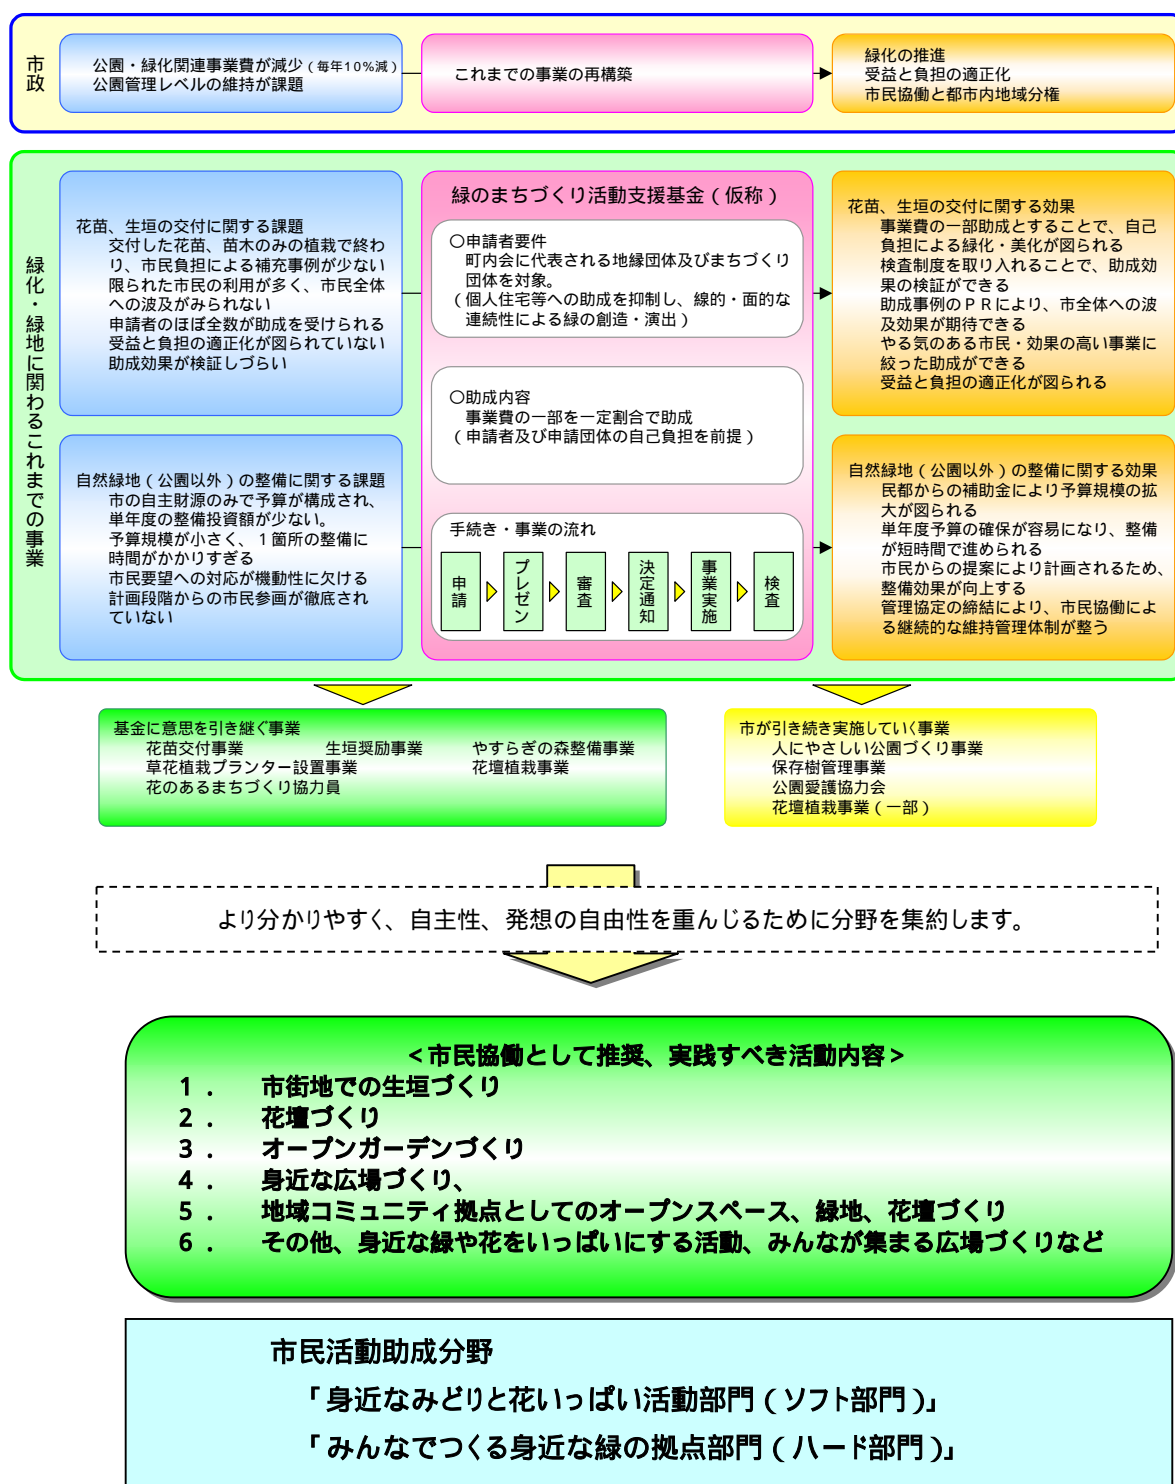 市政
公園・緑化関連事業費が減少（毎年10%減）
公園管理レベルの維持が課題
これまでの事業の再構築
緑化の推進
受益と負担の適正化
市民協働と都市内地域分権
緑化・緑地に関わるこれまでの事業
花苗、生垣の交付に関する課題
交付した花苗、苗木のみの植栽で終わ
り、市民負担による補充事例が少ない
限られた市民の利用が多く、市民全体
への波及がみられない
申請者のほぼ全数が助成を受けられる
受益と負担の適正化が図られていない
助成効果が検証しづらい
自然緑地（公園以外）の整備に関する課題
市の自主財源のみで予算が構成され、
単年度の整備投資額が少ない。
予算規模が小さく、１箇所の整備に
時間がかかりすぎる
市民要望への対応が機動性に欠ける
計画段階からの市民参画が徹底され
ていない
緑のまちづくり活動支援基金（仮称）
○申請者要件
町内会に代表される地縁団体及びまちづくり
団体を対象。
（個人住宅等への助成を抑制し、線的・面的な
連続性による緑の創造・演出）
○助成内容
事業費の一部を一定割合で助成
（申請者及び申請団体の自己負担を前提）
手続き・事業の流れ
申請
プレゼン
審査
決定通知
事業実施
検査
花苗、生垣の交付に関する効果
事業費の一部助成とすることで、自己
負担による緑化・美化が図られる
検査制度を取り入れることで、助成効
果の検証ができる
助成事例のＰＲにより、市全体への波
及効果が期待できる
やる気のある市民・効果の高い事業に
絞った助成ができる
受益と負担の適正化が図られる
自然緑地（公園以外）の整備に関する効果
民都からの補助金により予算規模の拡
大が図られる
単年度予算の確保が容易になり、整備
が短時間で進められる
市民からの提案により計画されるため、
整備効果が向上する
管理協定の締結により、市民協働によ
る継続的な維持管理体制が整う
基金に意思を引き継ぐ事業
花苗交付事業 生垣奨励事業 やすらぎの森整備事業
草花植栽プランター設置事業 花壇植栽事業
花のあるまちづくり協力員
市が引き続き実施していく事業
人にやさしい公園づくり事業
保存樹管理事業
公園愛護協力会
花壇植栽事業（一部）
より分かりやすく、自主性、発想の自由性を重んじるために分野を集約します。
＜市民協働として推奨、実践すべき活動内容＞
１． 市街地での生垣づくり
２． 花壇づくり
３． オープンガーデンづくり
４． 身近な広場づくり、
５． 地域コミュニティ拠点としてのオープンスペース、緑地、花壇づくり
６． その他、身近な緑や花をいっぱいにする活動、みんなが集まる広場づくりなど
市民活動助成分野
「身近なみどりと花いっぱい活動部門（ソフト部門）」
「みんなでつくる身近な緑の拠点部門（ハード部門）」